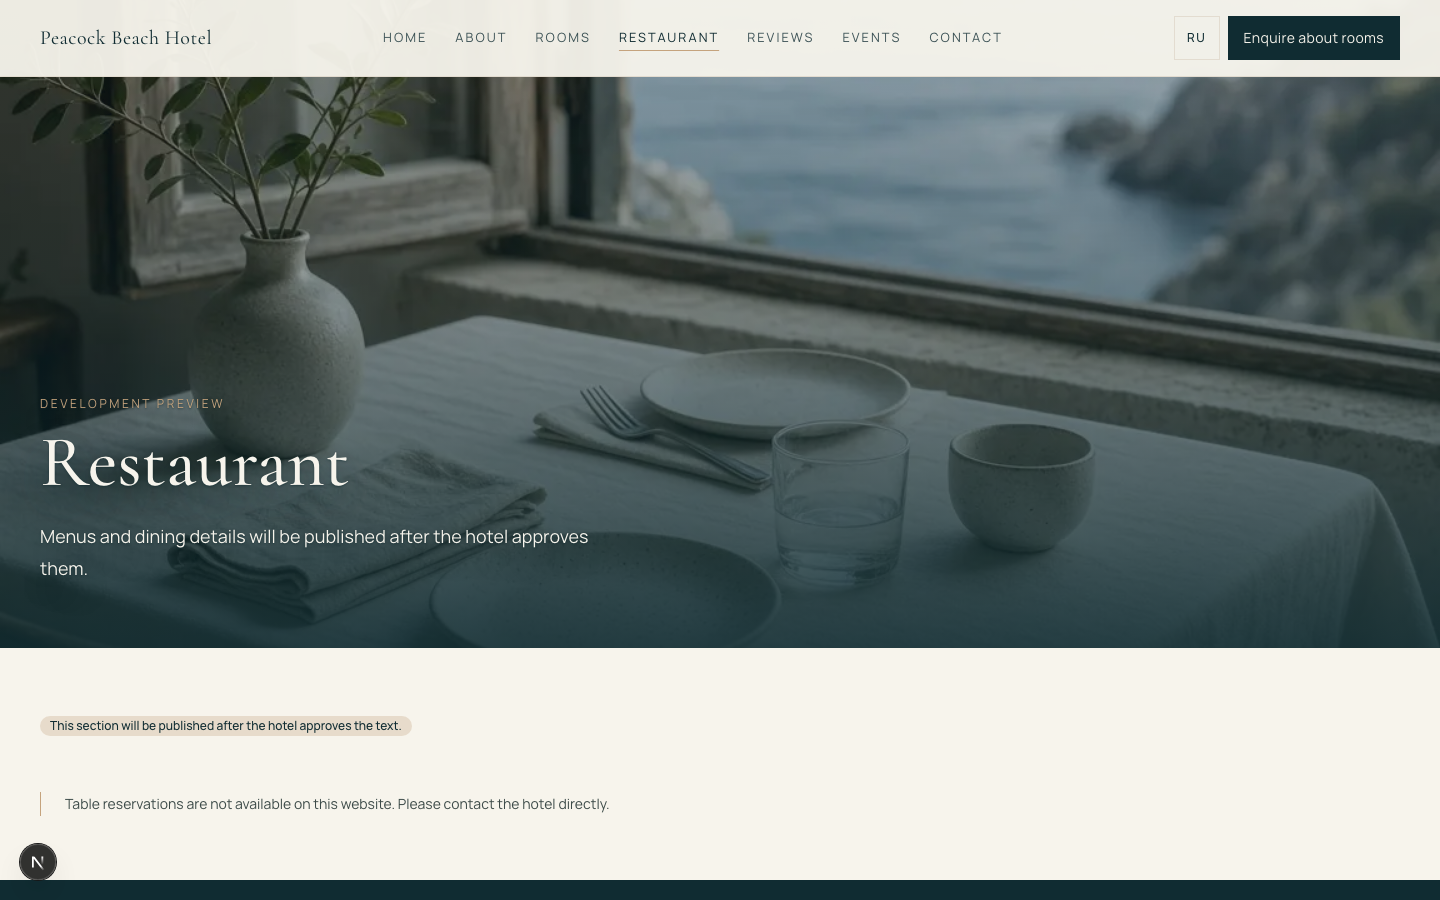 Peacock Beach Hotel
HOME
ABOUT
ROOMS
RESTAURANT
REVIEWS
EVENTS
CONTACT
RU
Enquire about rooms
DEVELOPMENT PREVIEW
Restaurant
Menus and dining details will be published after the hotel approves
them.
This section will be published after the hotel approves the text.
Table reservations are not available on this website. Please contact the hotel directly.
N